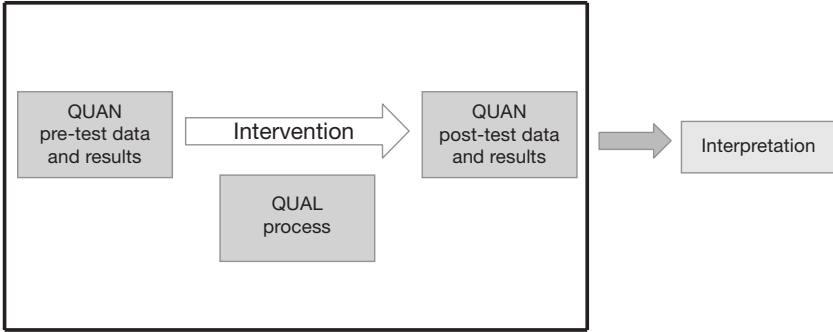 QUAN
pre-test data
and results
Intervention
QUAN
post-test data
and results
Interpretation
QUAL
process